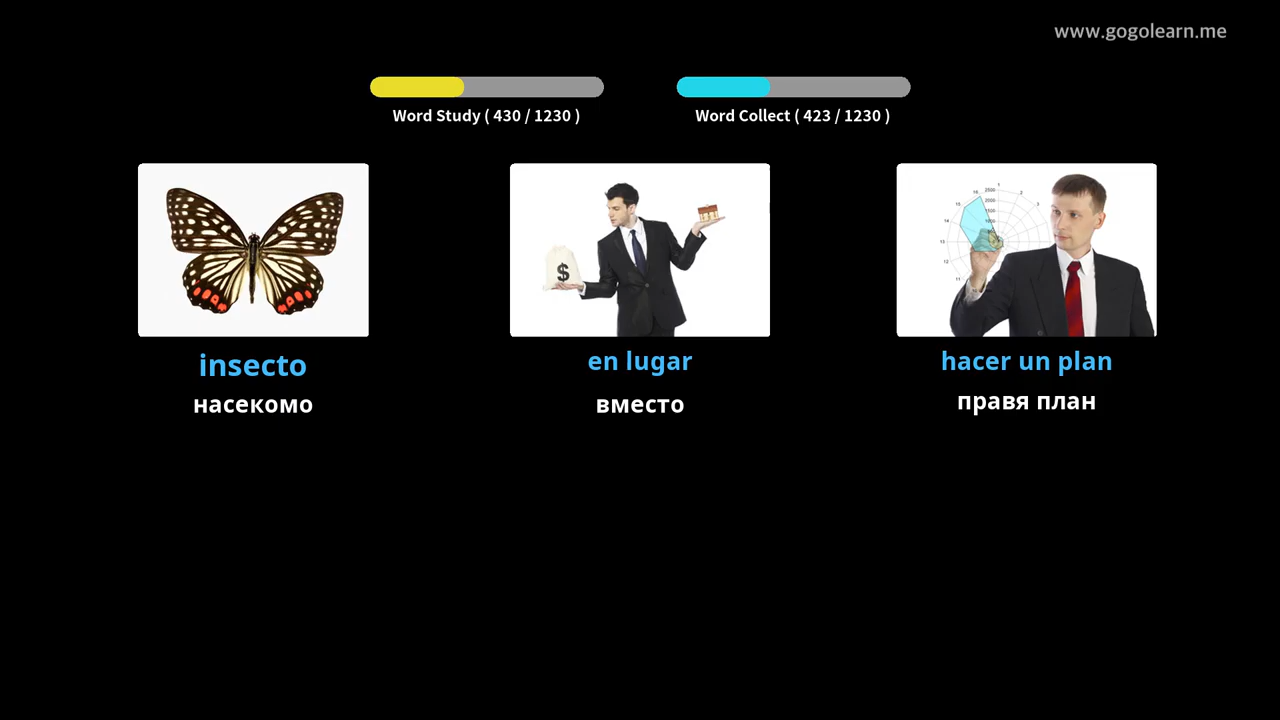 www.gogolearn.me
Word Study ( 430 / 1230 )
Word Collect ( 423 / 1230 )
$
insecto
en lugar
hacer un plan
насекомо
вместо
правя план